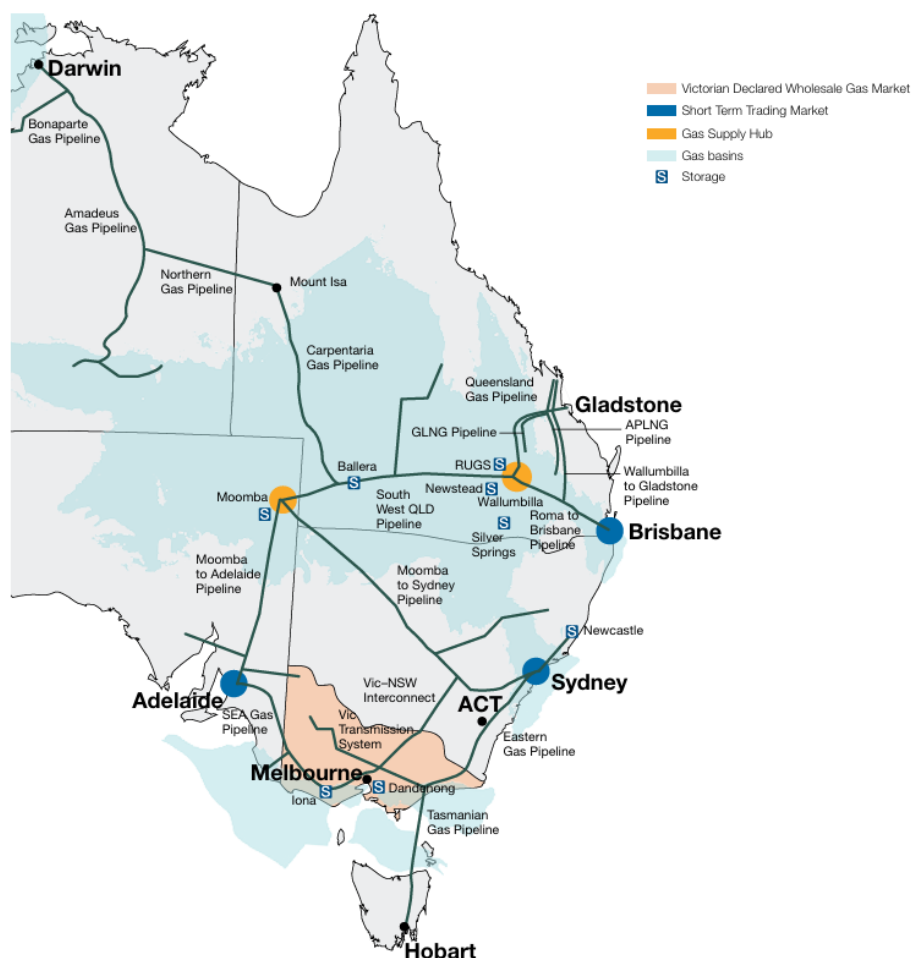 Darwin
Victorian Declared Wholesale Gas Market
Short Term Trading Market
Gas Supply Hub
Gas basins
S Storage
Bonaparte
Gas Pipeline
Amadeus
Gas Pipeline
Northern
Gas Pipeline
Mount Isa
Carpentaria
Gas Pipeline
Queensland
Gas Pipeline
Gladstone
GLNG Pipeline
APLNG
Pipeline
Ballera
S
RUGS S
Wallumbilla
to Gladstone
Pipeline
Moomba
S
Newstead S
Wallumbilla
South
West QLD
Pipeline
Roma to
Brisbane
Pipeline
S
Silver
Springs
Brisbane
Moomba
to Adelaide
Pipeline
Moomba
to Sydney
Pipeline
S Newcastle
Vic–NSW
Interconnect
Sydney
Adelaide
ACT
SEA Gas
Pipeline
Vic
Transmission
System
Eastern
Gas Pipeline
Melbourne
S
Iona
S Dandenong
Tasmanian
Gas Pipeline
Hobart